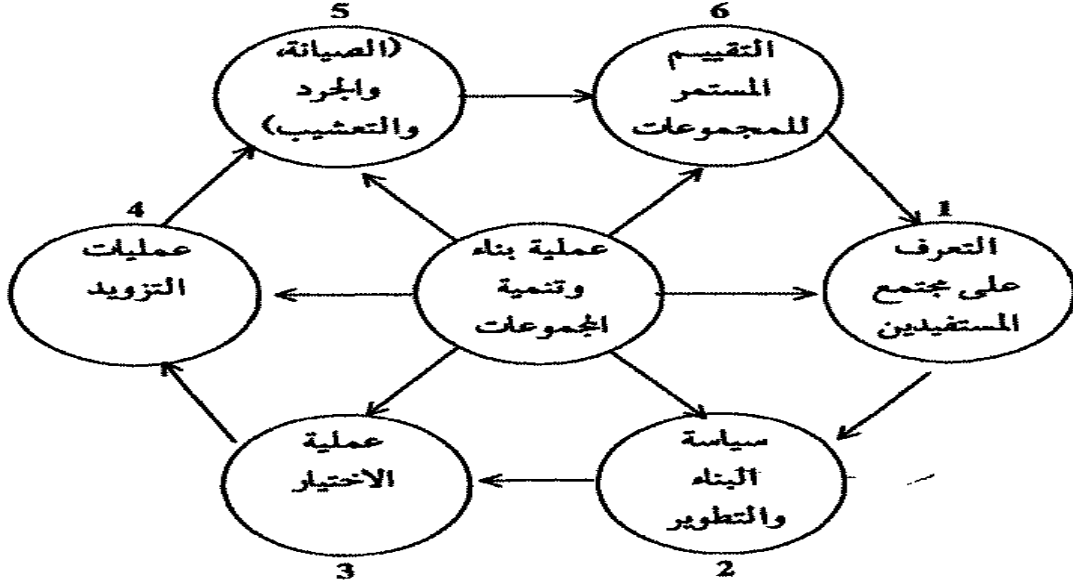 5
(الصيانة،
والجرد
والتعشيب)
6
التقييم
المستمر
للمجموعات
4
عمليات
التزويد
عملية بناء
وتنمية
المجموعات
1
التعرف
على مجتمع
المستفيدين
عملية
الاختيار
3
سياسة
البناء
والتطوير
2